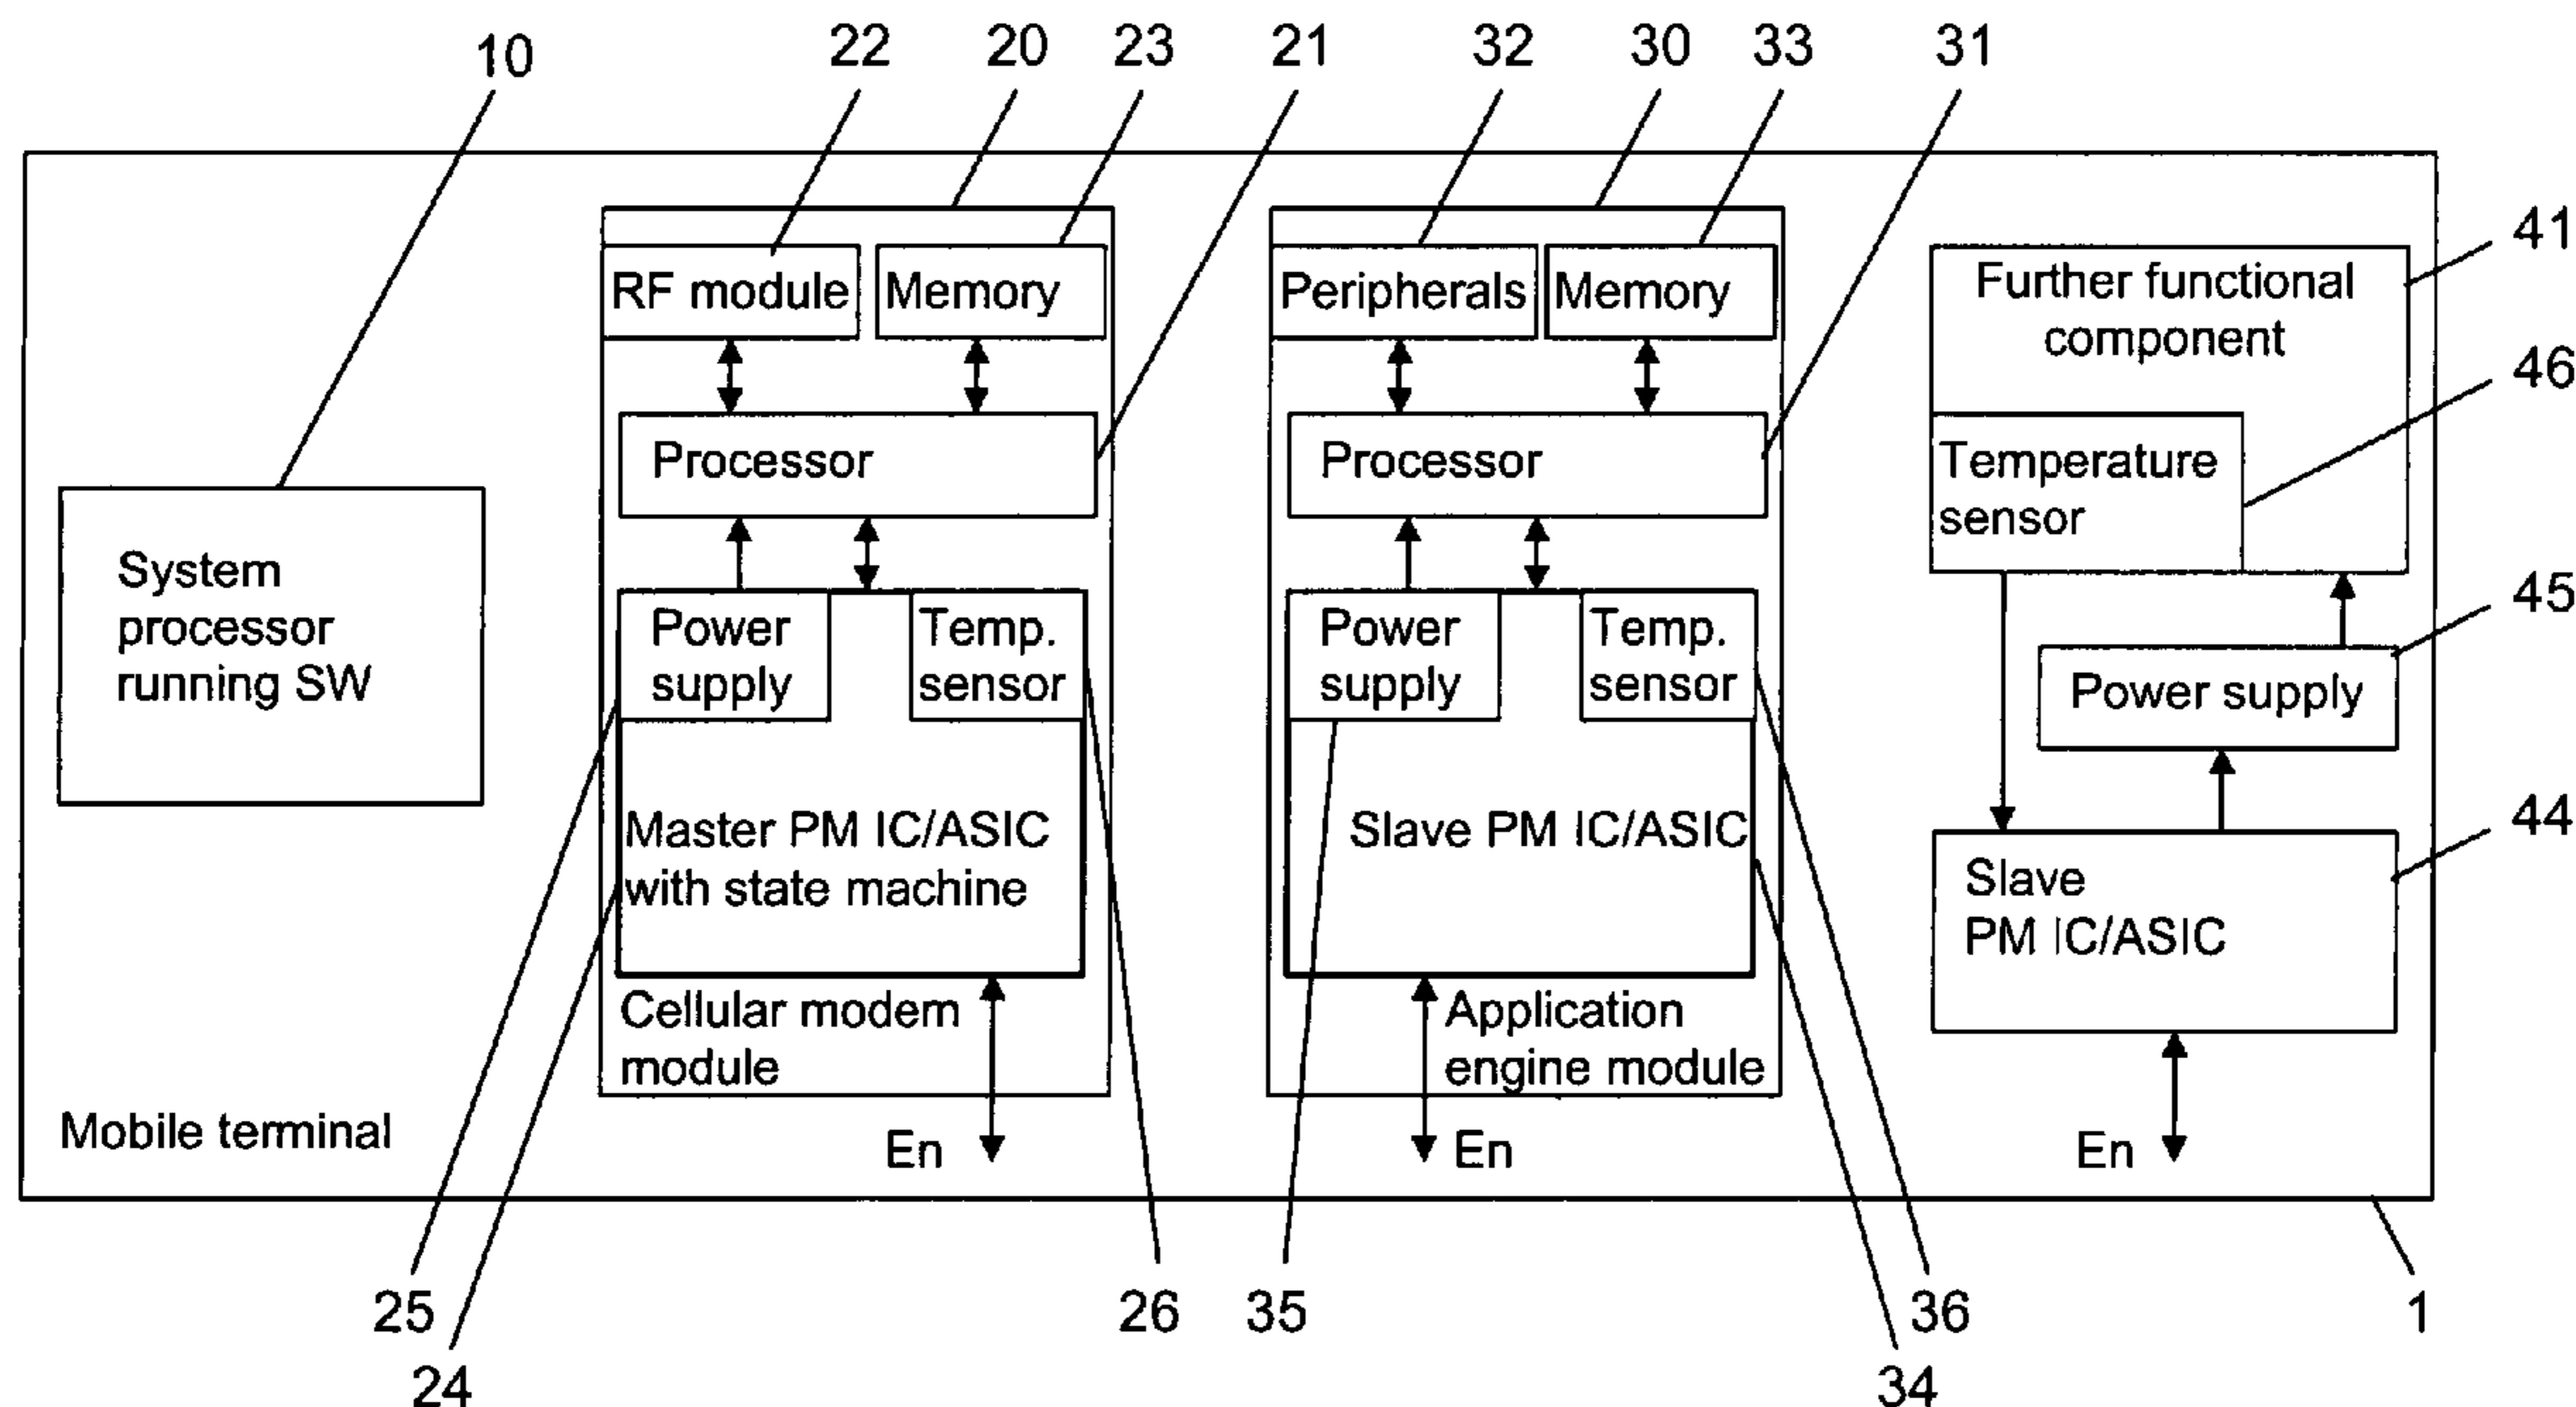 10
22
20
23
21
32
30
33
31
41
46
45
44
System
processor
running SW
Mobile terminal
RF module
Memory
Processor
Power
supply
Temp.
sensor
Master PM IC/ASIC
with state machine
Cellular modem
module
En
Peripherals
Memory
Processor
Power
supply
Temp.
sensor
Slave PM IC/ASIC
Application
engine module
En
Further functional
component
Temperature
sensor
Power supply
Slave
PM IC/ASIC
En
25
24
26
35
36
34
1